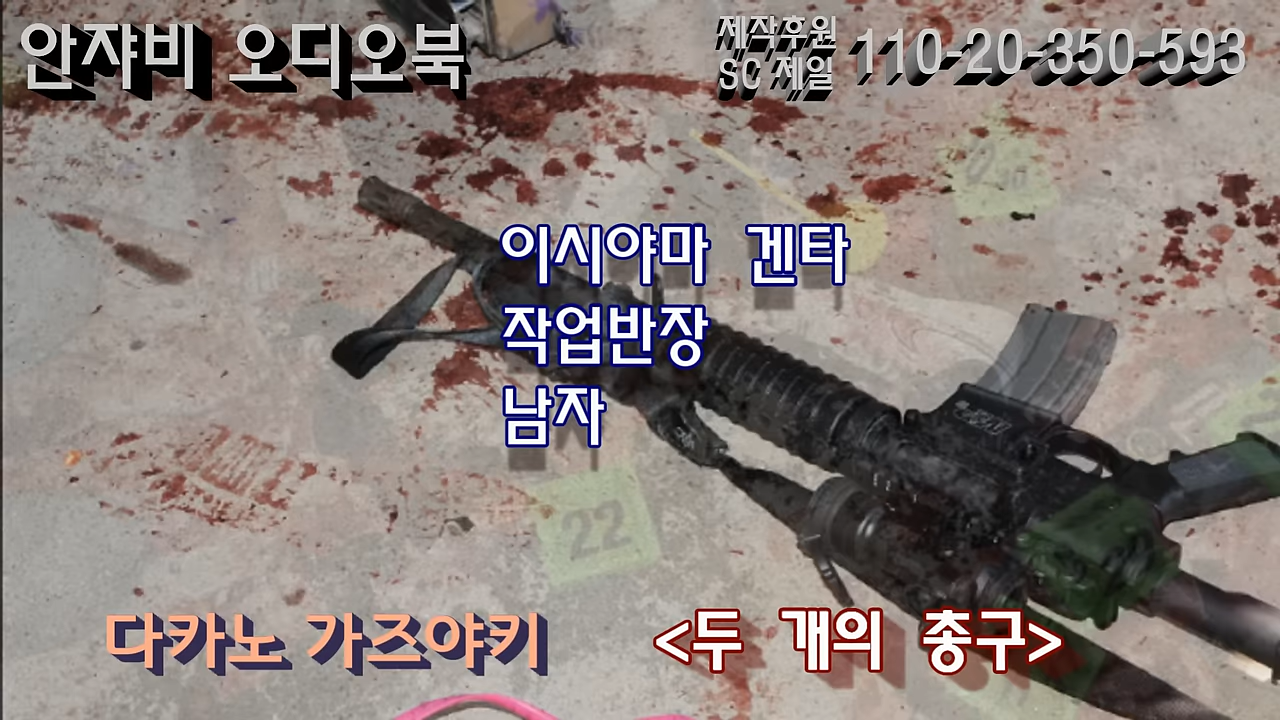 안쟈비 오디오북
제작후원
SC 제일
110-20-350-593
이시야마 겐타
작업반장
남자
22
다카노 가즈야키
<두 개의 총구>